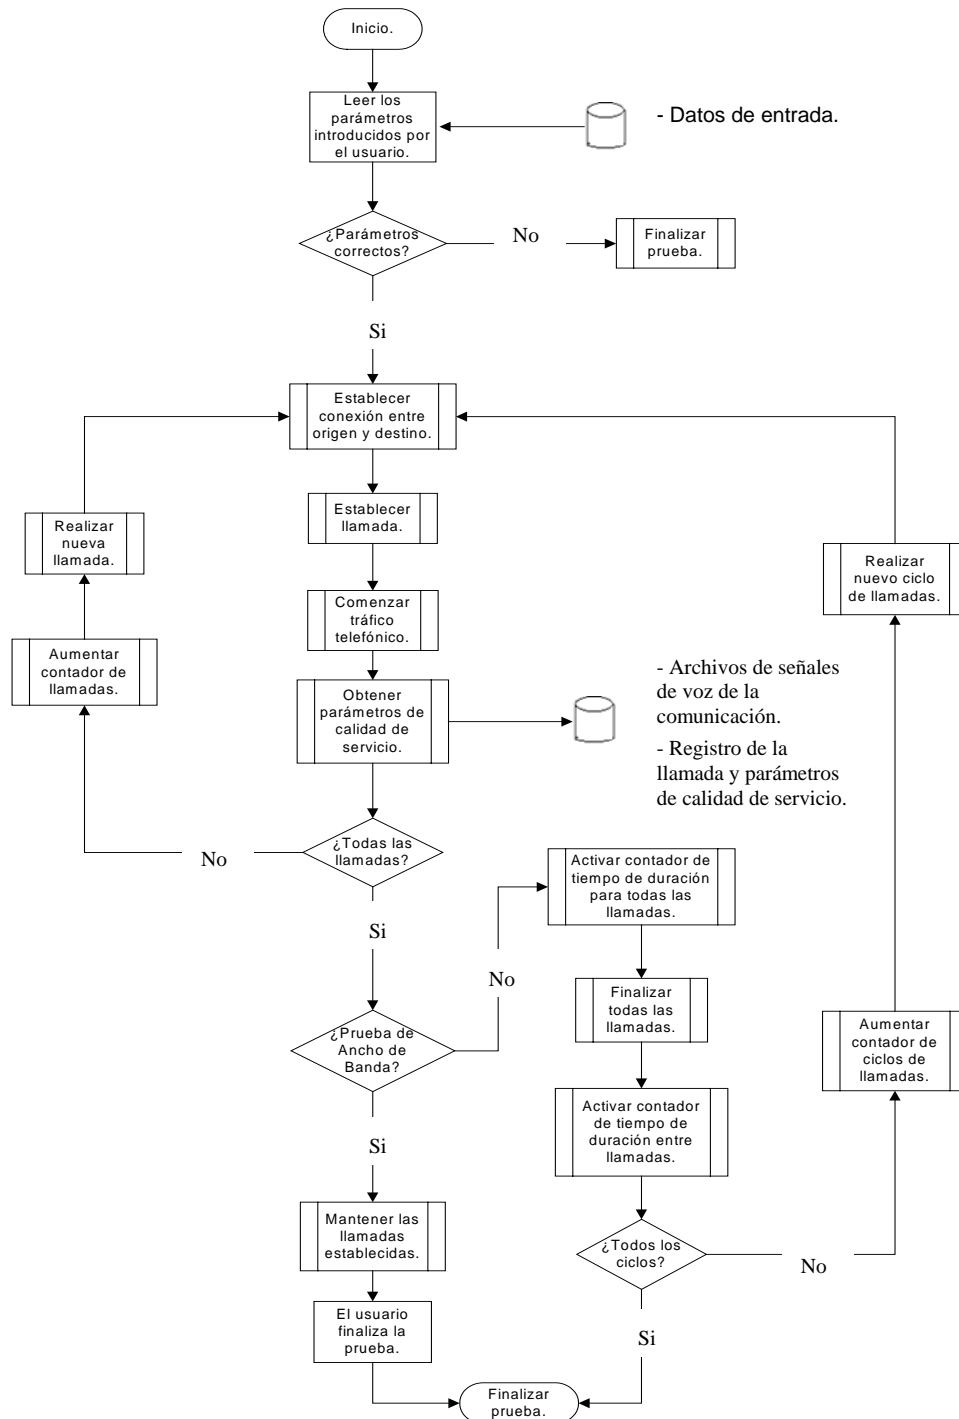 Inicio.
Leer los
parámetros
introducidos por
el usuario.
- Datos de entrada.
¿Parámetros
correctos?
No
Finalizar
prueba.
Si
Establecer
conexión entre
origen y destino.
Establecer
llamada.
Realizar
nueva
llamada.
Realizar
nuevo ciclo
de llamadas.
Comenzar
tráfico
telefónico.
Aumentar
contador de
llamadas.
Obtener
parámetros de
calidad de
servicio.
- Archivos de señales
de voz de la
comunicación.
- Registro de la
llamada y parámetros
de calidad de servicio.
¿Todas las
llamadas?
No
Activar contador de
tiempo de duración
para todas las
llamadas.
Si
No
Finalizar
todas las
llamadas.
¿Prueba de
Ancho de
Banda?
Aumentar
contador de
ciclos de
llamadas.
Activar contador
de tiempo de
duración entre
llamadas.
Si
Mantener las
llamadas
establecidas.
¿Todos los
ciclos?
No
El usuario
finaliza la
prueba.
Si
Finalizar
prueba.